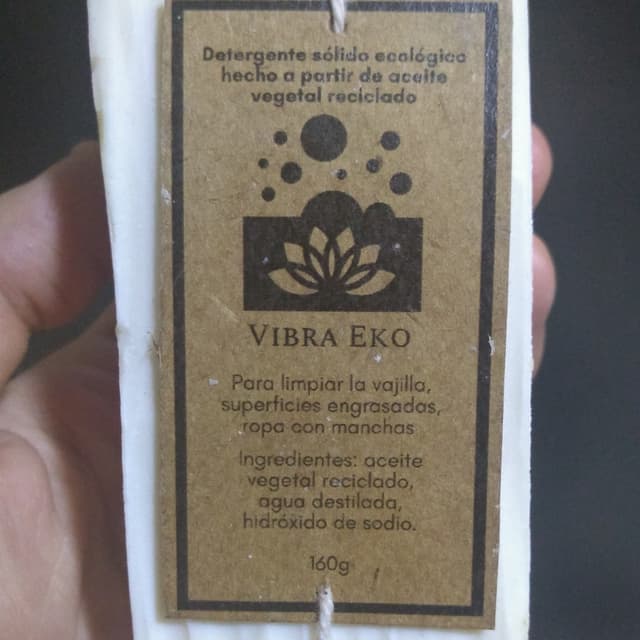 Detergente sólido ecológico
hecho a partir de aceite
vegetal reciclado
VIBRA EKO
Para limpiar la vajilla,
superficies engrasadas,
ropa con manchas
Ingredientes: aceite
vegetal reciclado,
agua destilada,
hidróxido de sodio.
160g